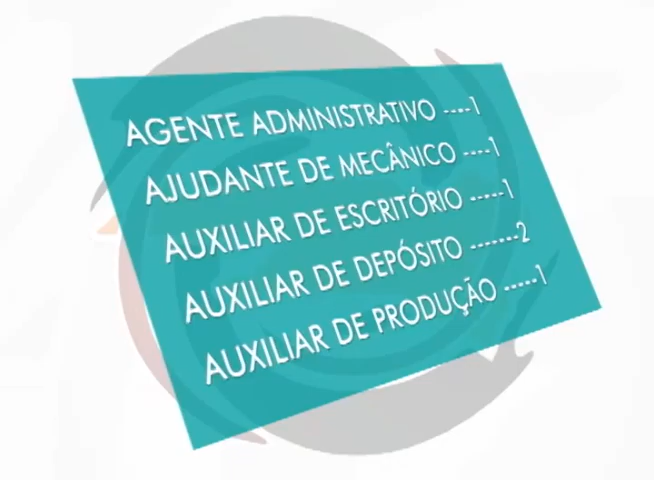 AGENTE ADMINISTRATIVO ----1
AJUDANTE DE MECÂNICO ----1
AUXILIAR DE ESCRITÓRIO -----1
AUXILIAR DE DEPÓSITO -------2
AUXILIAR DE PRODUÇÃO -----1